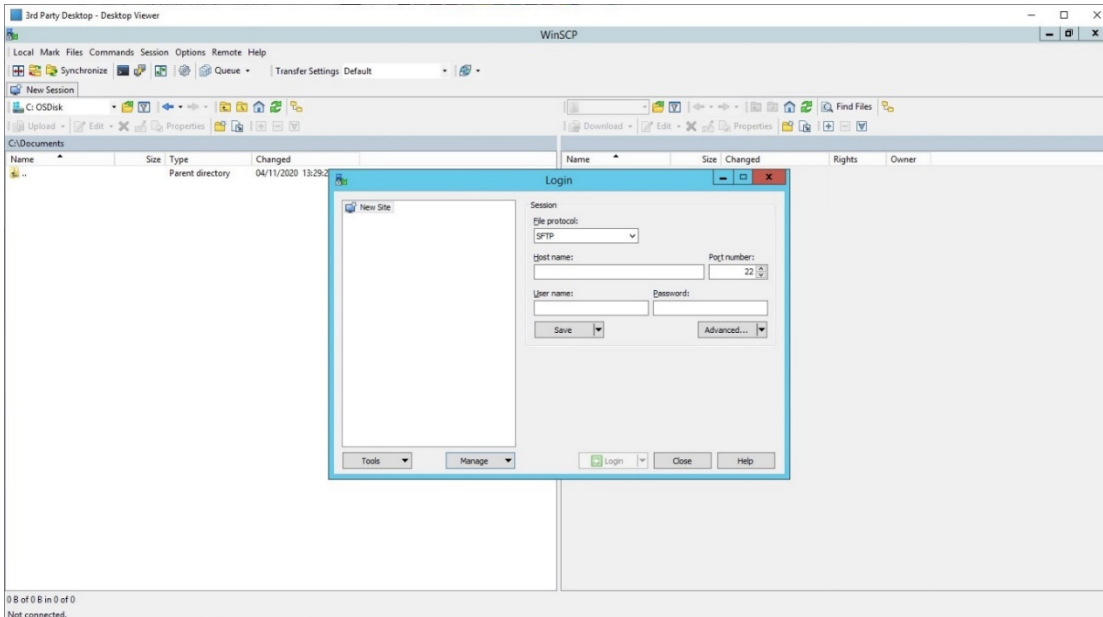 3rd Party Desktop - Desktop Viewer
WinSCP
Local Mark Files Commands Session Options Remote Help
Synchronize Queue Transfer Settings Default
New Session
C: OSDisk Find Files
Upload Edit Properties Download Edit Properties
C:\Documents
Name Size Type Changed Name Size Changed Rights Owner
.. Parent directory 04/11/2020 13:29:2
Login
New Site
Session
File protocol:
SFTP
Host name: Port number:
22
User name: Password:
Save Advanced...
Tools Manage Login Close Help
0 B of 0 B in 0 of 0
Not connected.